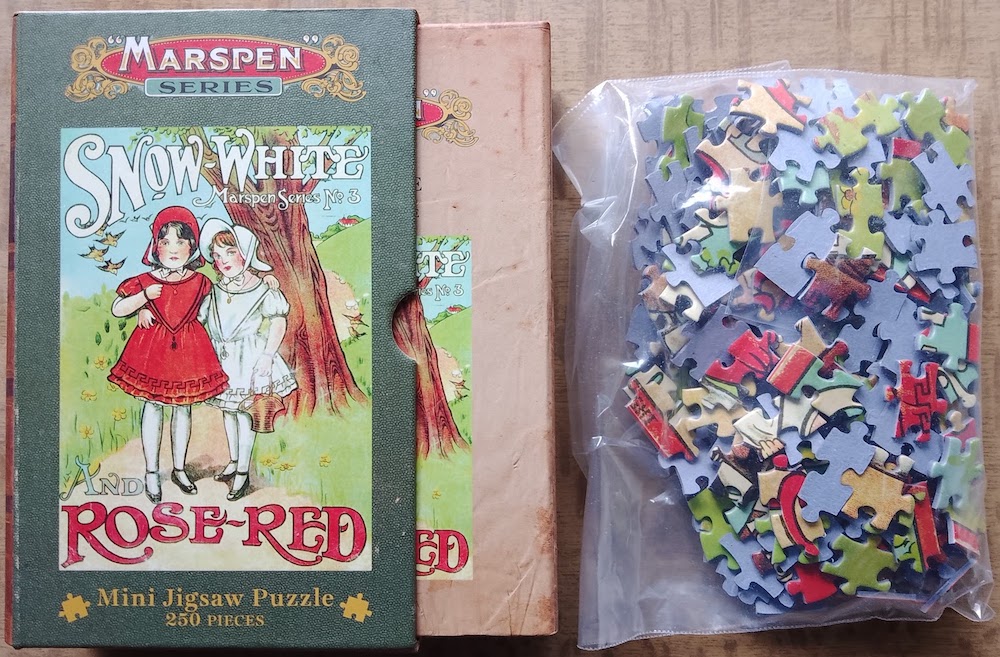 "MARSPEN"
SERIES
SNOW-WHITE
Marspen Series Nº 3
AND
ROSE-RED
Mini Jigsaw Puzzle
250 PIECES
ITE
es Nº 3
ED